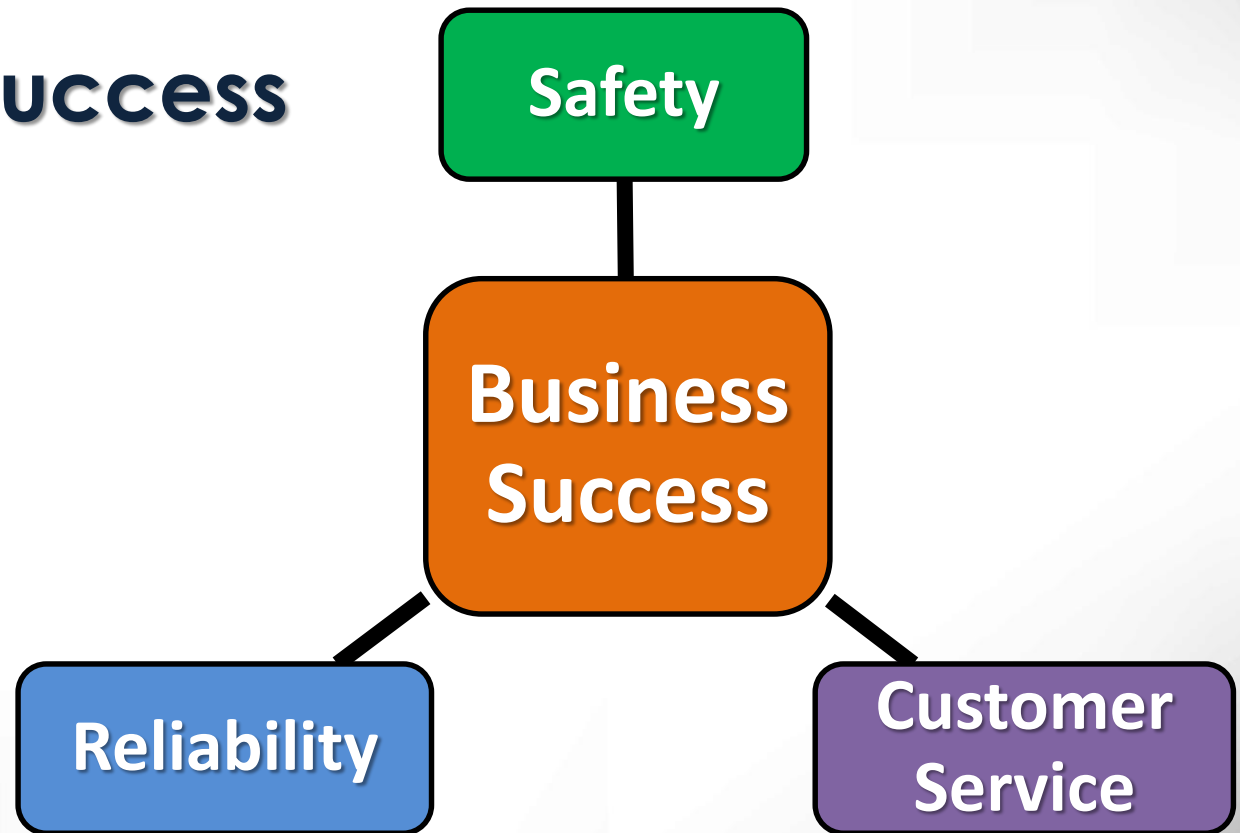 uccess
Safety
Business
Success
Reliability
Customer
Service